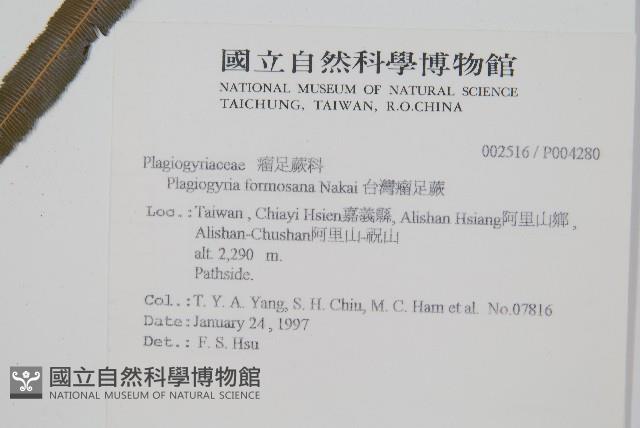 國立自然科學博物館
NATIONAL MUSEUM OF NATURAL SCIENCE
TAICHUNG, TAIWAN, R.O.CHINA
002516 / P004280
Plagiogyriaceae 瘤足蕨科
Plagiogyria formosana Nakai 台灣瘤足蕨
Loc.: Taiwan , Chiayi Hsien嘉義縣, Alishan Hsiang阿里山鄉 ,
Alishan-Chushan阿里山-祝山
alt. 2,290 m.
Pathside.
Col.: T. Y. A. Yang, S. H. Chiu, M. C. Ham et al. No.07816
Date: January 24 , 1997
Det.: F. S. Hsu
國立自然科學博物館
NATIONAL MUSEUM OF NATURAL SCIENCE